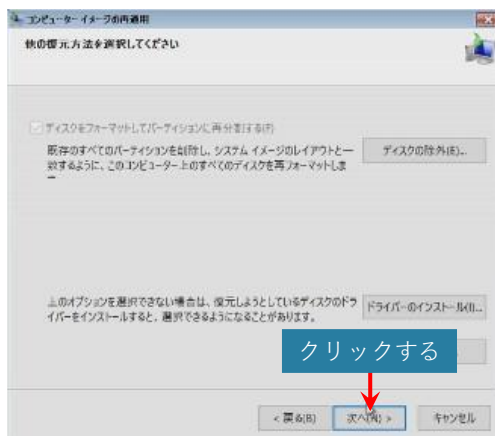 コンピューター イメージの再適用
他の復元方法を選択してください
ディスクをフォーマットしてパーティションに再分割する(F)
既存のすべてのパーティションを削除し、システム イメージのレイアウトと一
致するように、このコンピューター上のすべてのディスクを再フォーマットしま
ディスクの除外(E)...
上のオプションを選択できない場合は、復元しようとしているディスクのドラ
イバーをインストールすると、選択できるようになることがあります。
ドライバーのインストール(I)...
クリックする
< 戻る(B)
次へ(N) >
キャンセル